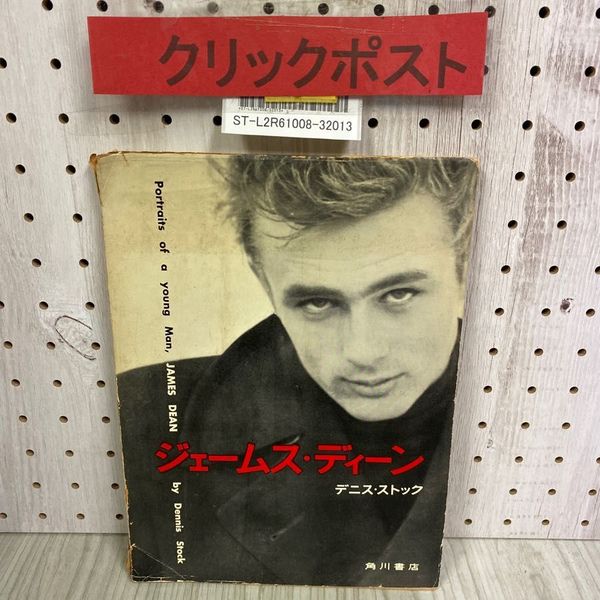 クリックポスト
ST-L2R61008-32013
Portraits of a young Man, JAMES DEAN by Dennis Stock
ジェームス・ディーン
デニス・ストック
角川書店